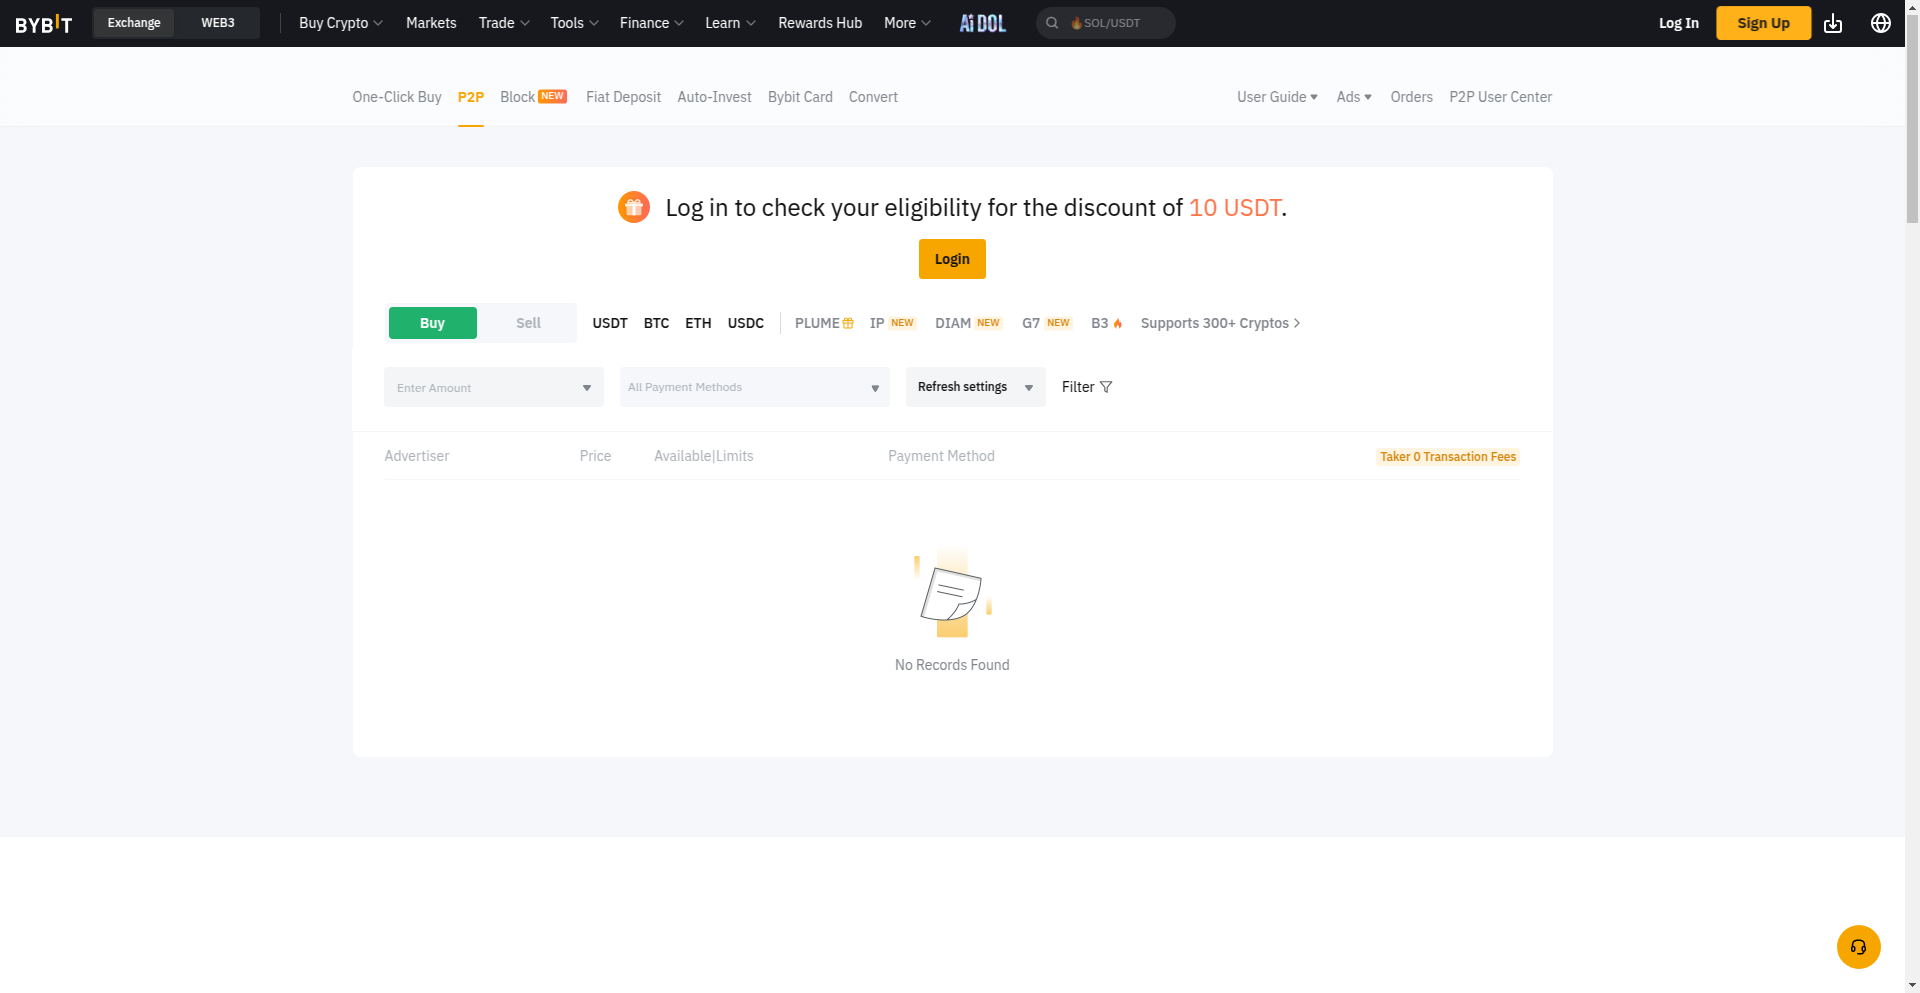 BYBIT Exchange WEB3 Buy Crypto Markets Trade Tools Finance Learn Rewards Hub More AiDOL SOL/USDT Log In Sign Up
One-Click Buy P2P Block NEW Fiat Deposit Auto-Invest Bybit Card Convert User Guide Ads Orders P2P User Center
Log in to check your eligibility for the discount of 10 USDT.
Login
Buy Sell USDT BTC ETH USDC PLUME IP NEW DIAM NEW G7 NEW B3 Supports 300+ Cryptos
Enter Amount All Payment Methods Refresh settings Filter
Advertiser Price Available|Limits Payment Method Taker 0 Transaction Fees
No Records Found